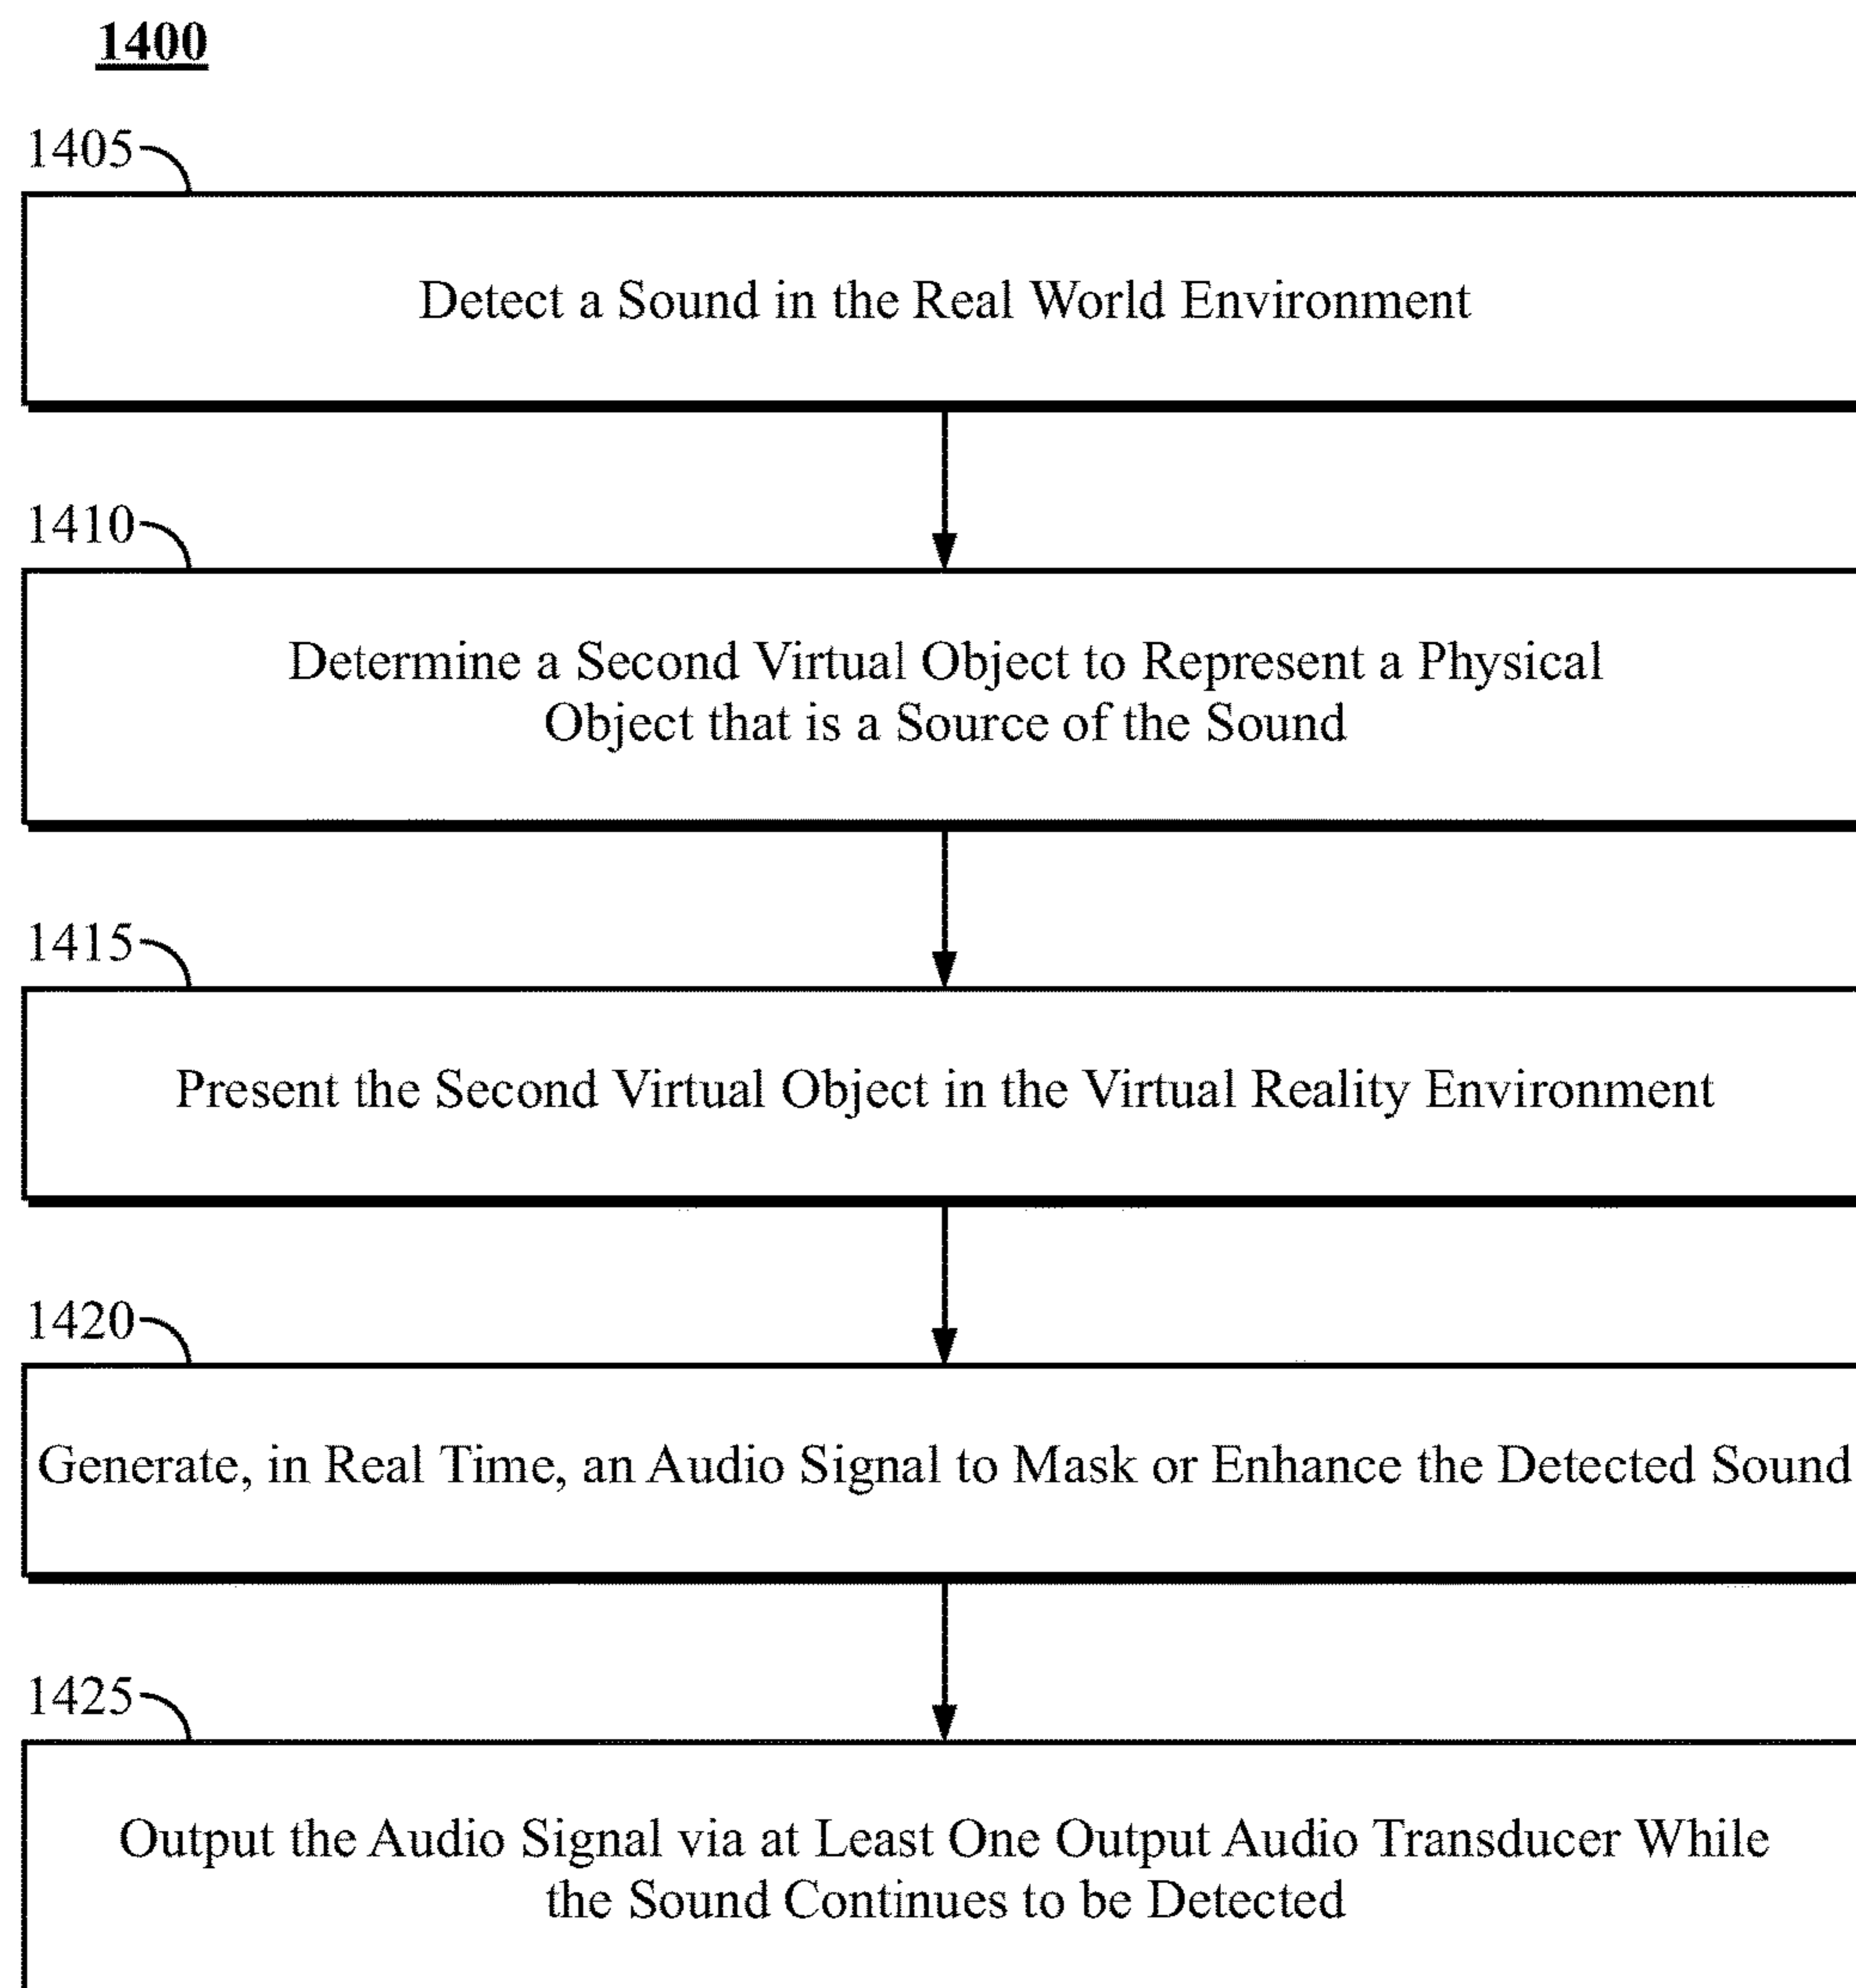 1400
1405
Detect a Sound in the Real World Environment
1410
Determine a Second Virtual Object to Represent a Physical
Object that is a Source of the Sound
1415
Present the Second Virtual Object in the Virtual Reality Environment
1420
Generate, in Real Time, an Audio Signal to Mask or Enhance the Detected Sound
1425
Output the Audio Signal via at Least One Output Audio Transducer While
the Sound Continues to be Detected